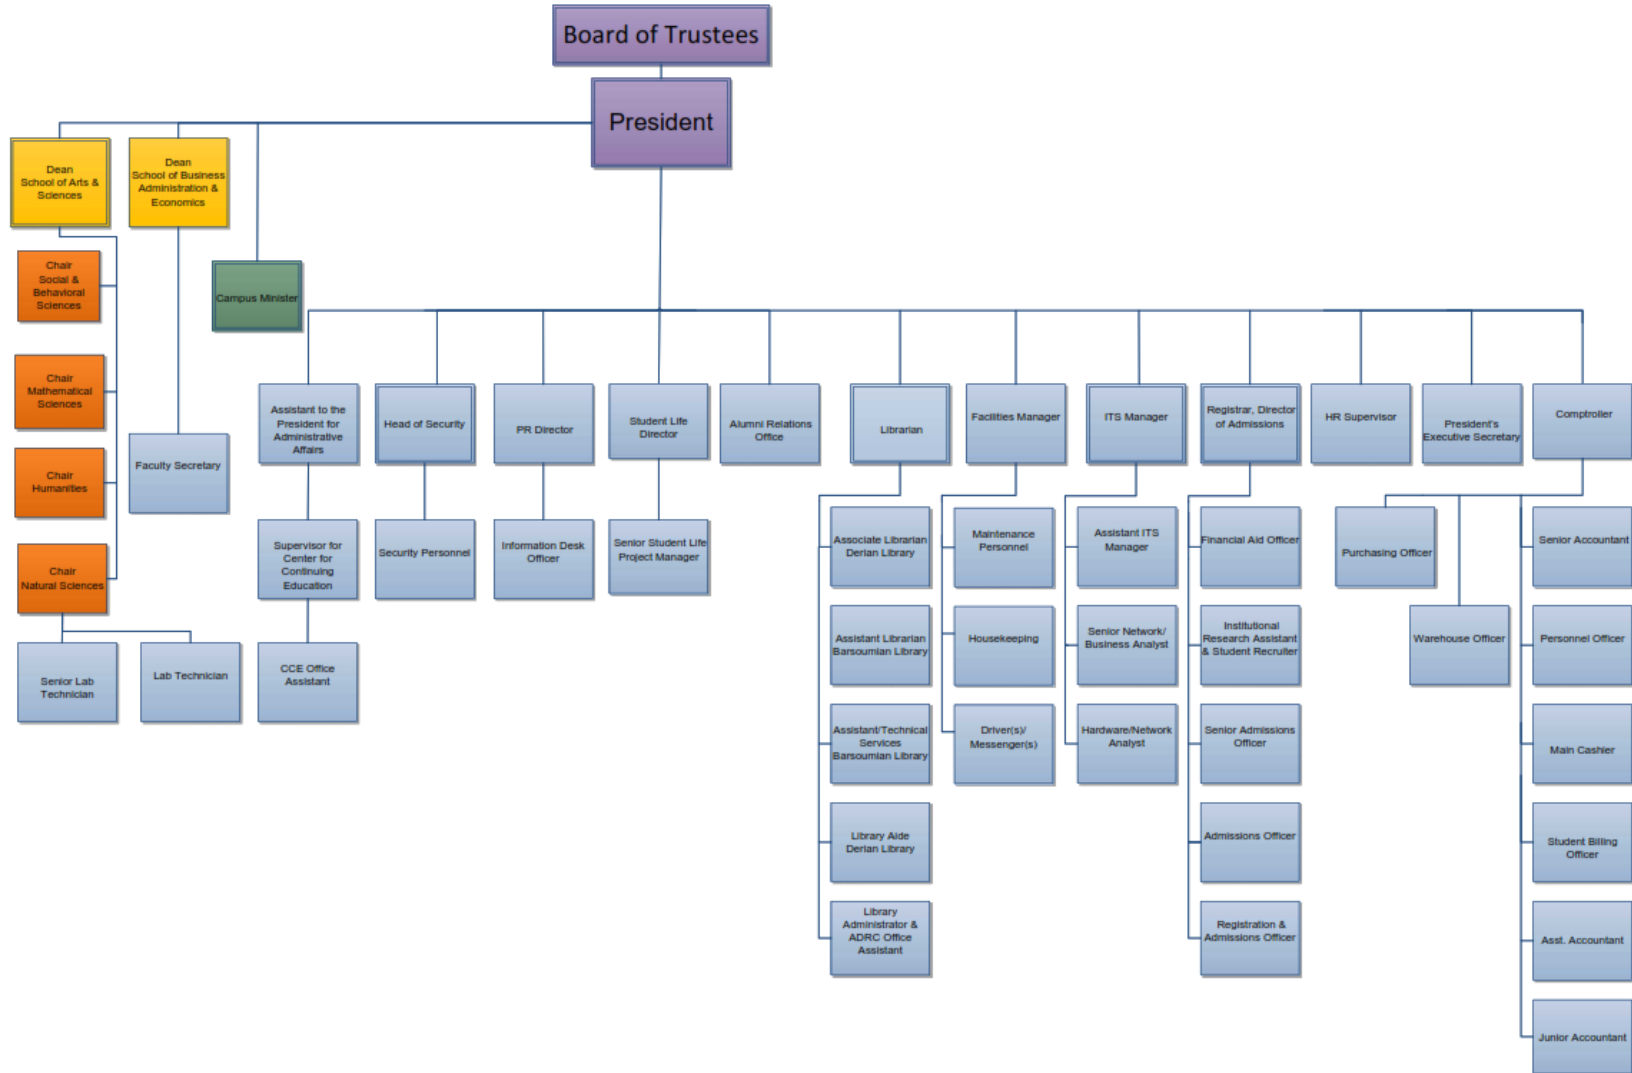 Board of Trustees
President
Dean
School of Arts &
Sciences
Dean
School of Business
Administration &
Economics
Chair
Social &
Behavioral
Sciences
Campus Minister
Chair
Mathematical
Sciences
Chair
Humanities
Chair
Natural Sciences
Faculty Secretary
Senior Lab
Technician
Lab Technician
Assistant to the
President for
Administrative
Affairs
Head of Security
PR Director
Student Life
Director
Alumni Relations
Office
Librarian
Facilities Manager
ITS Manager
Registrar, Director
of Admissions
HR Supervisor
President's
Executive Secretary
Comptroller
Supervisor for
Center for
Continuing
Education
Security Personnel
Information Desk
Officer
Senior Student Life
Project Manager
CCE Office
Assistant
Associate Librarian
Derian Library
Assistant Librarian
Barsoumian Library
Assistant/Technical
Services
Barsoumian Library
Library Aide
Derian Library
Library
Administrator &
ADRC Office
Assistant
Maintenance
Personnel
Housekeeping
Driver(s)/
Messenger(s)
Assistant ITS
Manager
Senior Network/
Business Analyst
Hardware/Network
Analyst
Financial Aid Officer
Institutional
Research Assistant
& Student Recruiter
Senior Admissions
Officer
Admissions Officer
Registration &
Admissions Officer
Purchasing Officer
Warehouse Officer
Senior Accountant
Personnel Officer
Main Cashier
Student Billing
Officer
Asst. Accountant
Junior Accountant